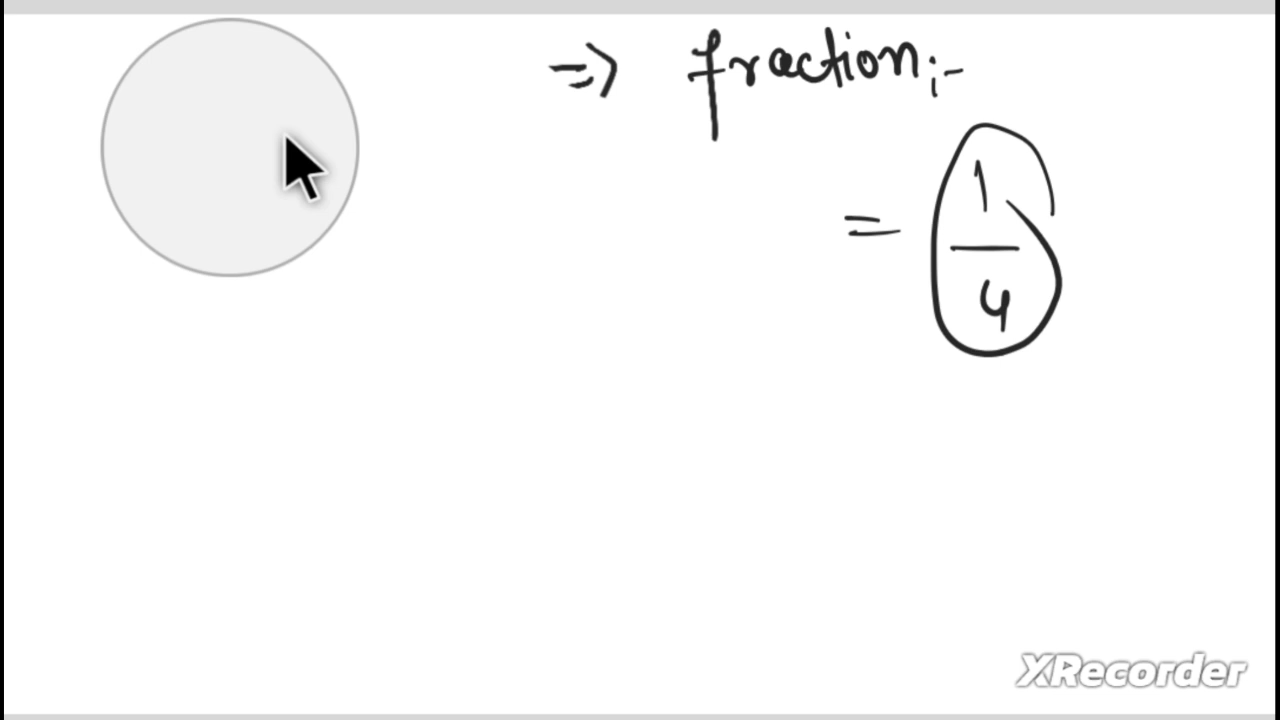 => fraction:-
= 1/4
XRecorder